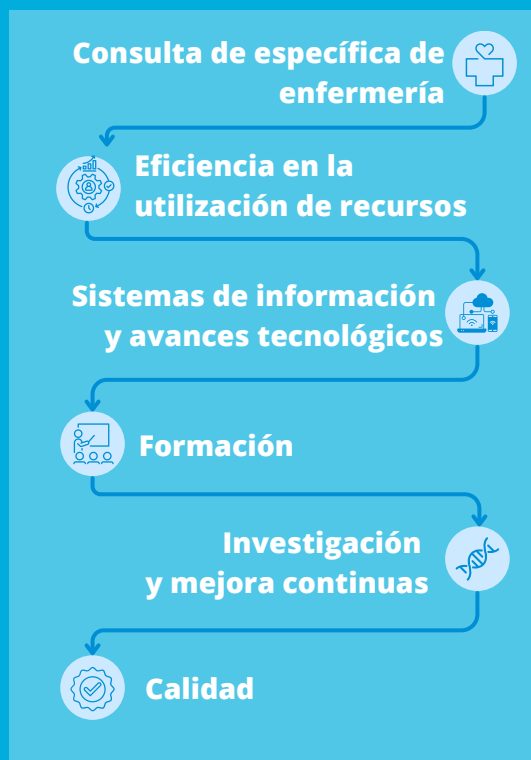 Consulta de específica de
enfermería
Eficiencia en la
utilización de recursos
Sistemas de información
y avances tecnológicos
Formación
Investigación
y mejora continuas
Calidad